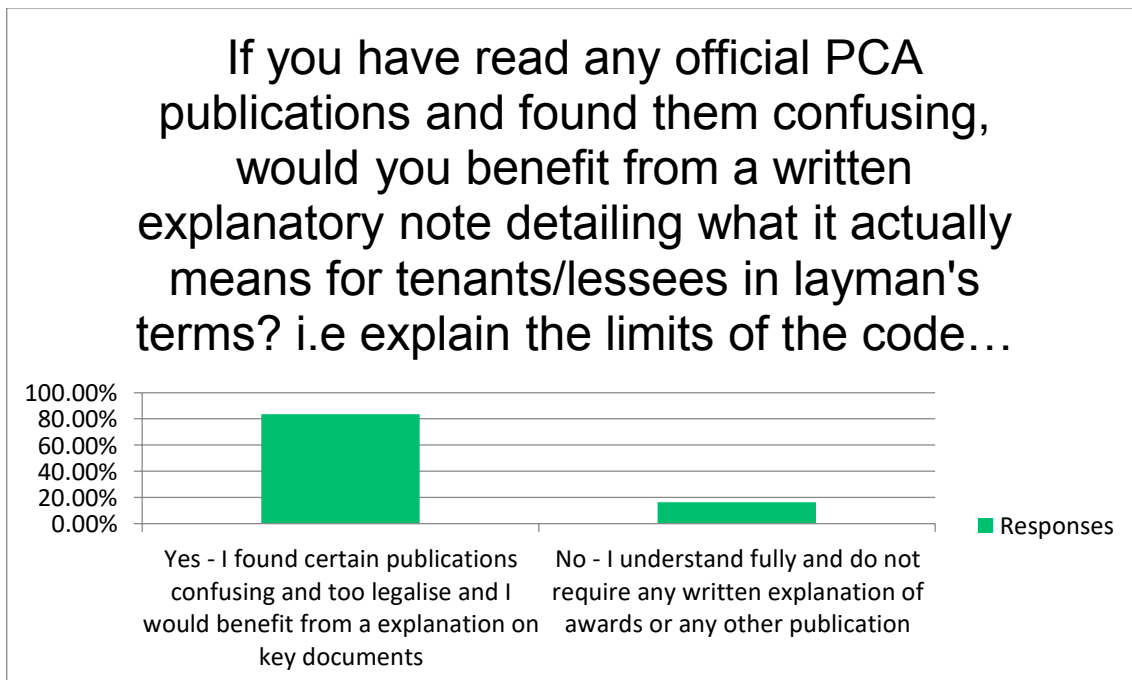 If you have read any official PCA
publications and found them confusing,
would you benefit from a written
explanatory note detailing what it actually
means for tenants/lessees in layman's
terms? i.e explain the limits of the code…
100.00%
80.00%
60.00%
40.00%
20.00%
0.00%
Yes - I found certain publications
confusing and too legalise and I
would benefit from a explanation on
key documents
No - I understand fully and do not
require any written explanation of
awards or any other publication
Responses